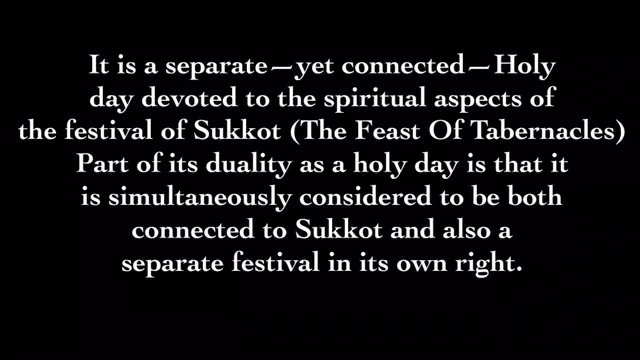 It is a separate—yet connected—Holy
day devoted to the spiritual aspects of
the festival of Sukkot (The Feast Of Tabernacles)
Part of its duality as a holy day is that it
is simultaneously considered to be both
connected to Sukkot and also a
separate festival in its own right.